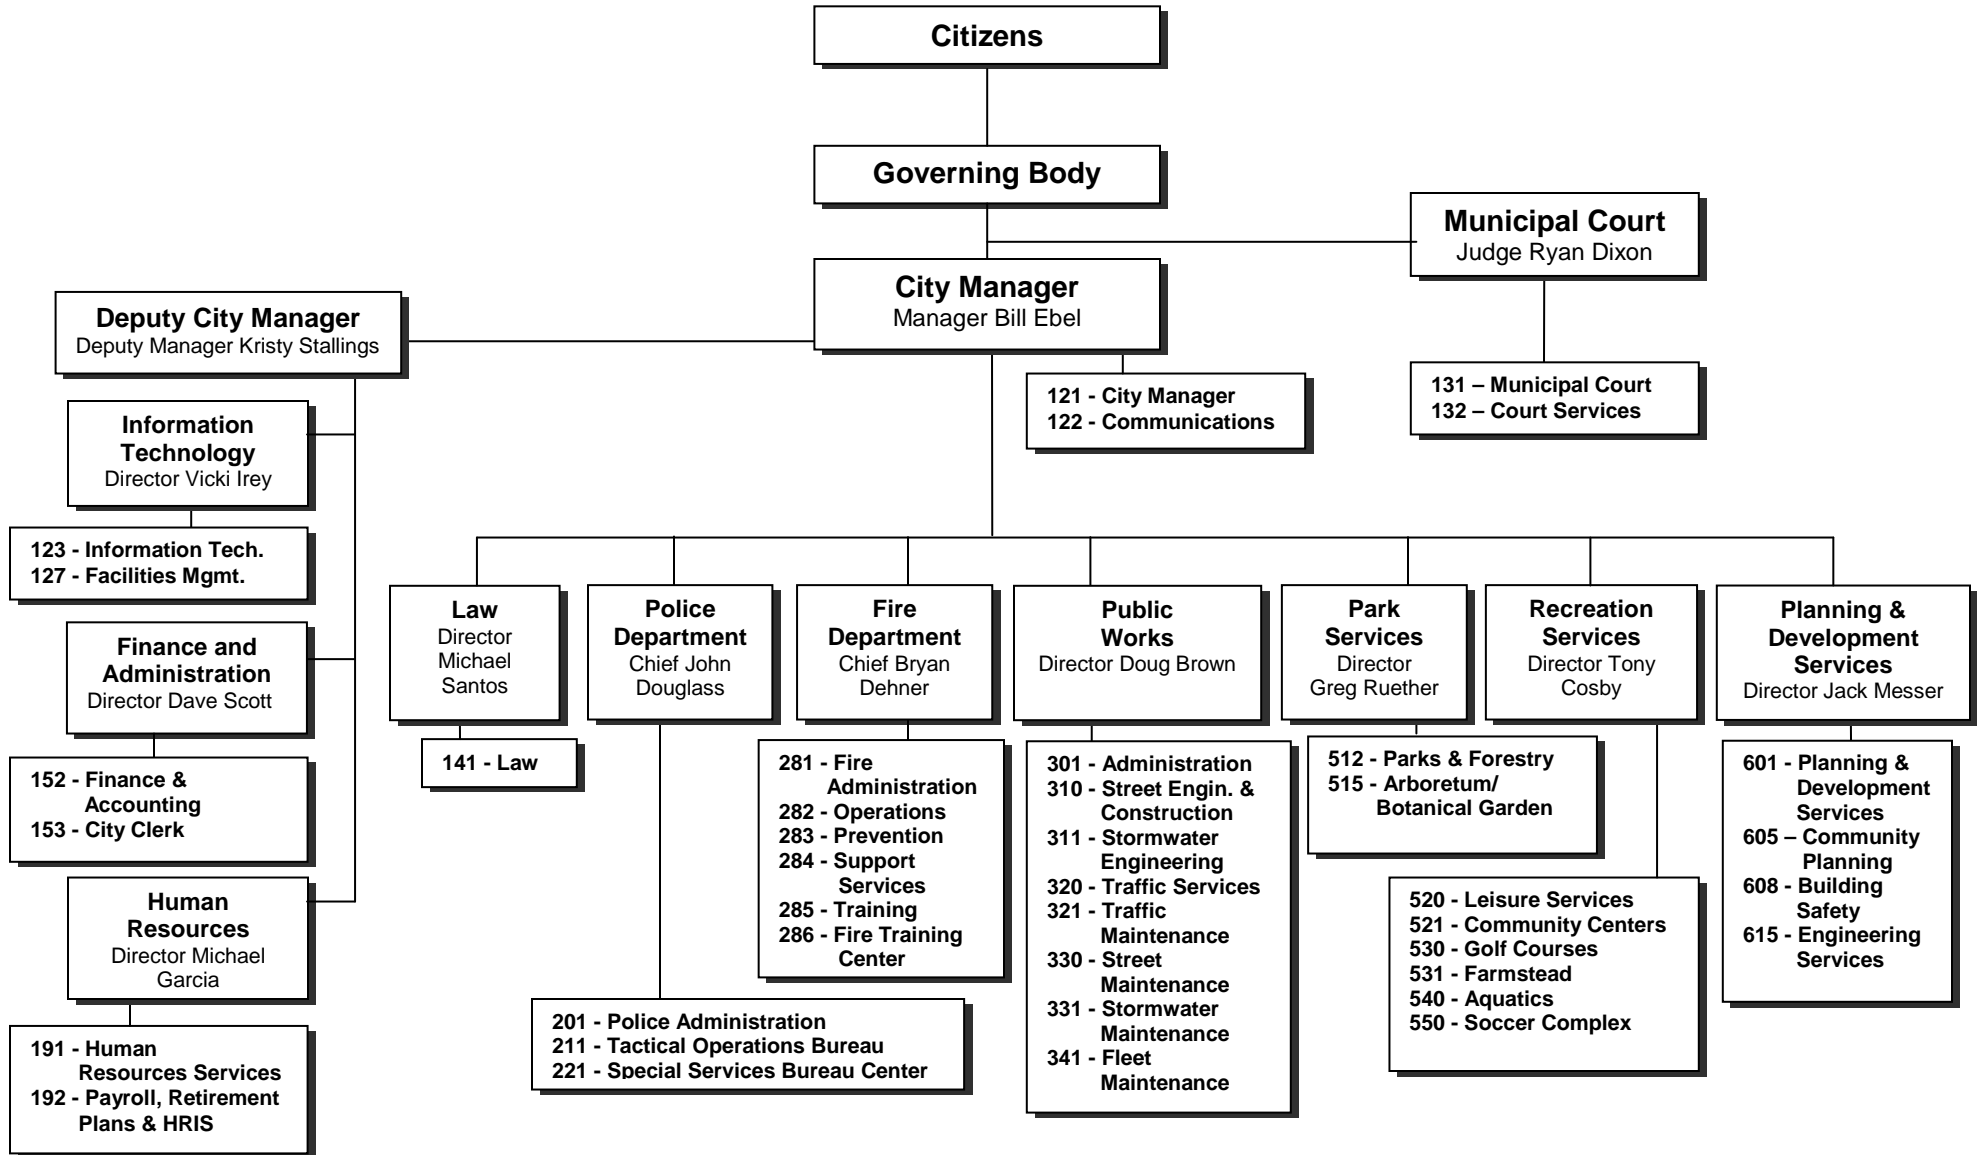 Citizens
Governing Body
Municipal Court
Judge Ryan Dixon
City Manager
Manager Bill Ebel
Deputy City Manager
Deputy Manager Kristy Stallings
121 - City Manager
122 - Communications
131 – Municipal Court
132 – Court Services
Information
Technology
Director Vicki Irey
123 - Information Tech.
127 - Facilities Mgmt.
Finance and
Administration
Director Dave Scott
152 - Finance &
Accounting
153 - City Clerk
Human
Resources
Director Michael
Garcia
191 - Human
Resources Services
192 - Payroll, Retirement
Plans & HRIS
Law
Director
Michael
Santos
141 - Law
Police
Department
Chief John
Douglass
201 - Police Administration
211 - Tactical Operations Bureau
221 - Special Services Bureau Center
Fire
Department
Chief Bryan
Dehner
281 - Fire
Administration
282 - Operations
283 - Prevention
284 - Support
Services
285 - Training
286 - Fire Training
Center
Public
Works
Director Doug Brown
301 - Administration
310 - Street Engin. &
Construction
311 - Stormwater
Engineering
320 - Traffic Services
321 - Traffic
Maintenance
330 - Street
Maintenance
331 - Stormwater
Maintenance
341 - Fleet
Maintenance
Park
Services
Director
Greg Ruether
512 - Parks & Forestry
515 - Arboretum/
Botanical Garden
Recreation
Services
Director Tony
Cosby
520 - Leisure Services
521 - Community Centers
530 - Golf Courses
531 - Farmstead
540 - Aquatics
550 - Soccer Complex
Planning &
Development
Services
Director Jack Messer
601 - Planning &
Development
Services
605 – Community
Planning
608 - Building
Safety
615 - Engineering
Services